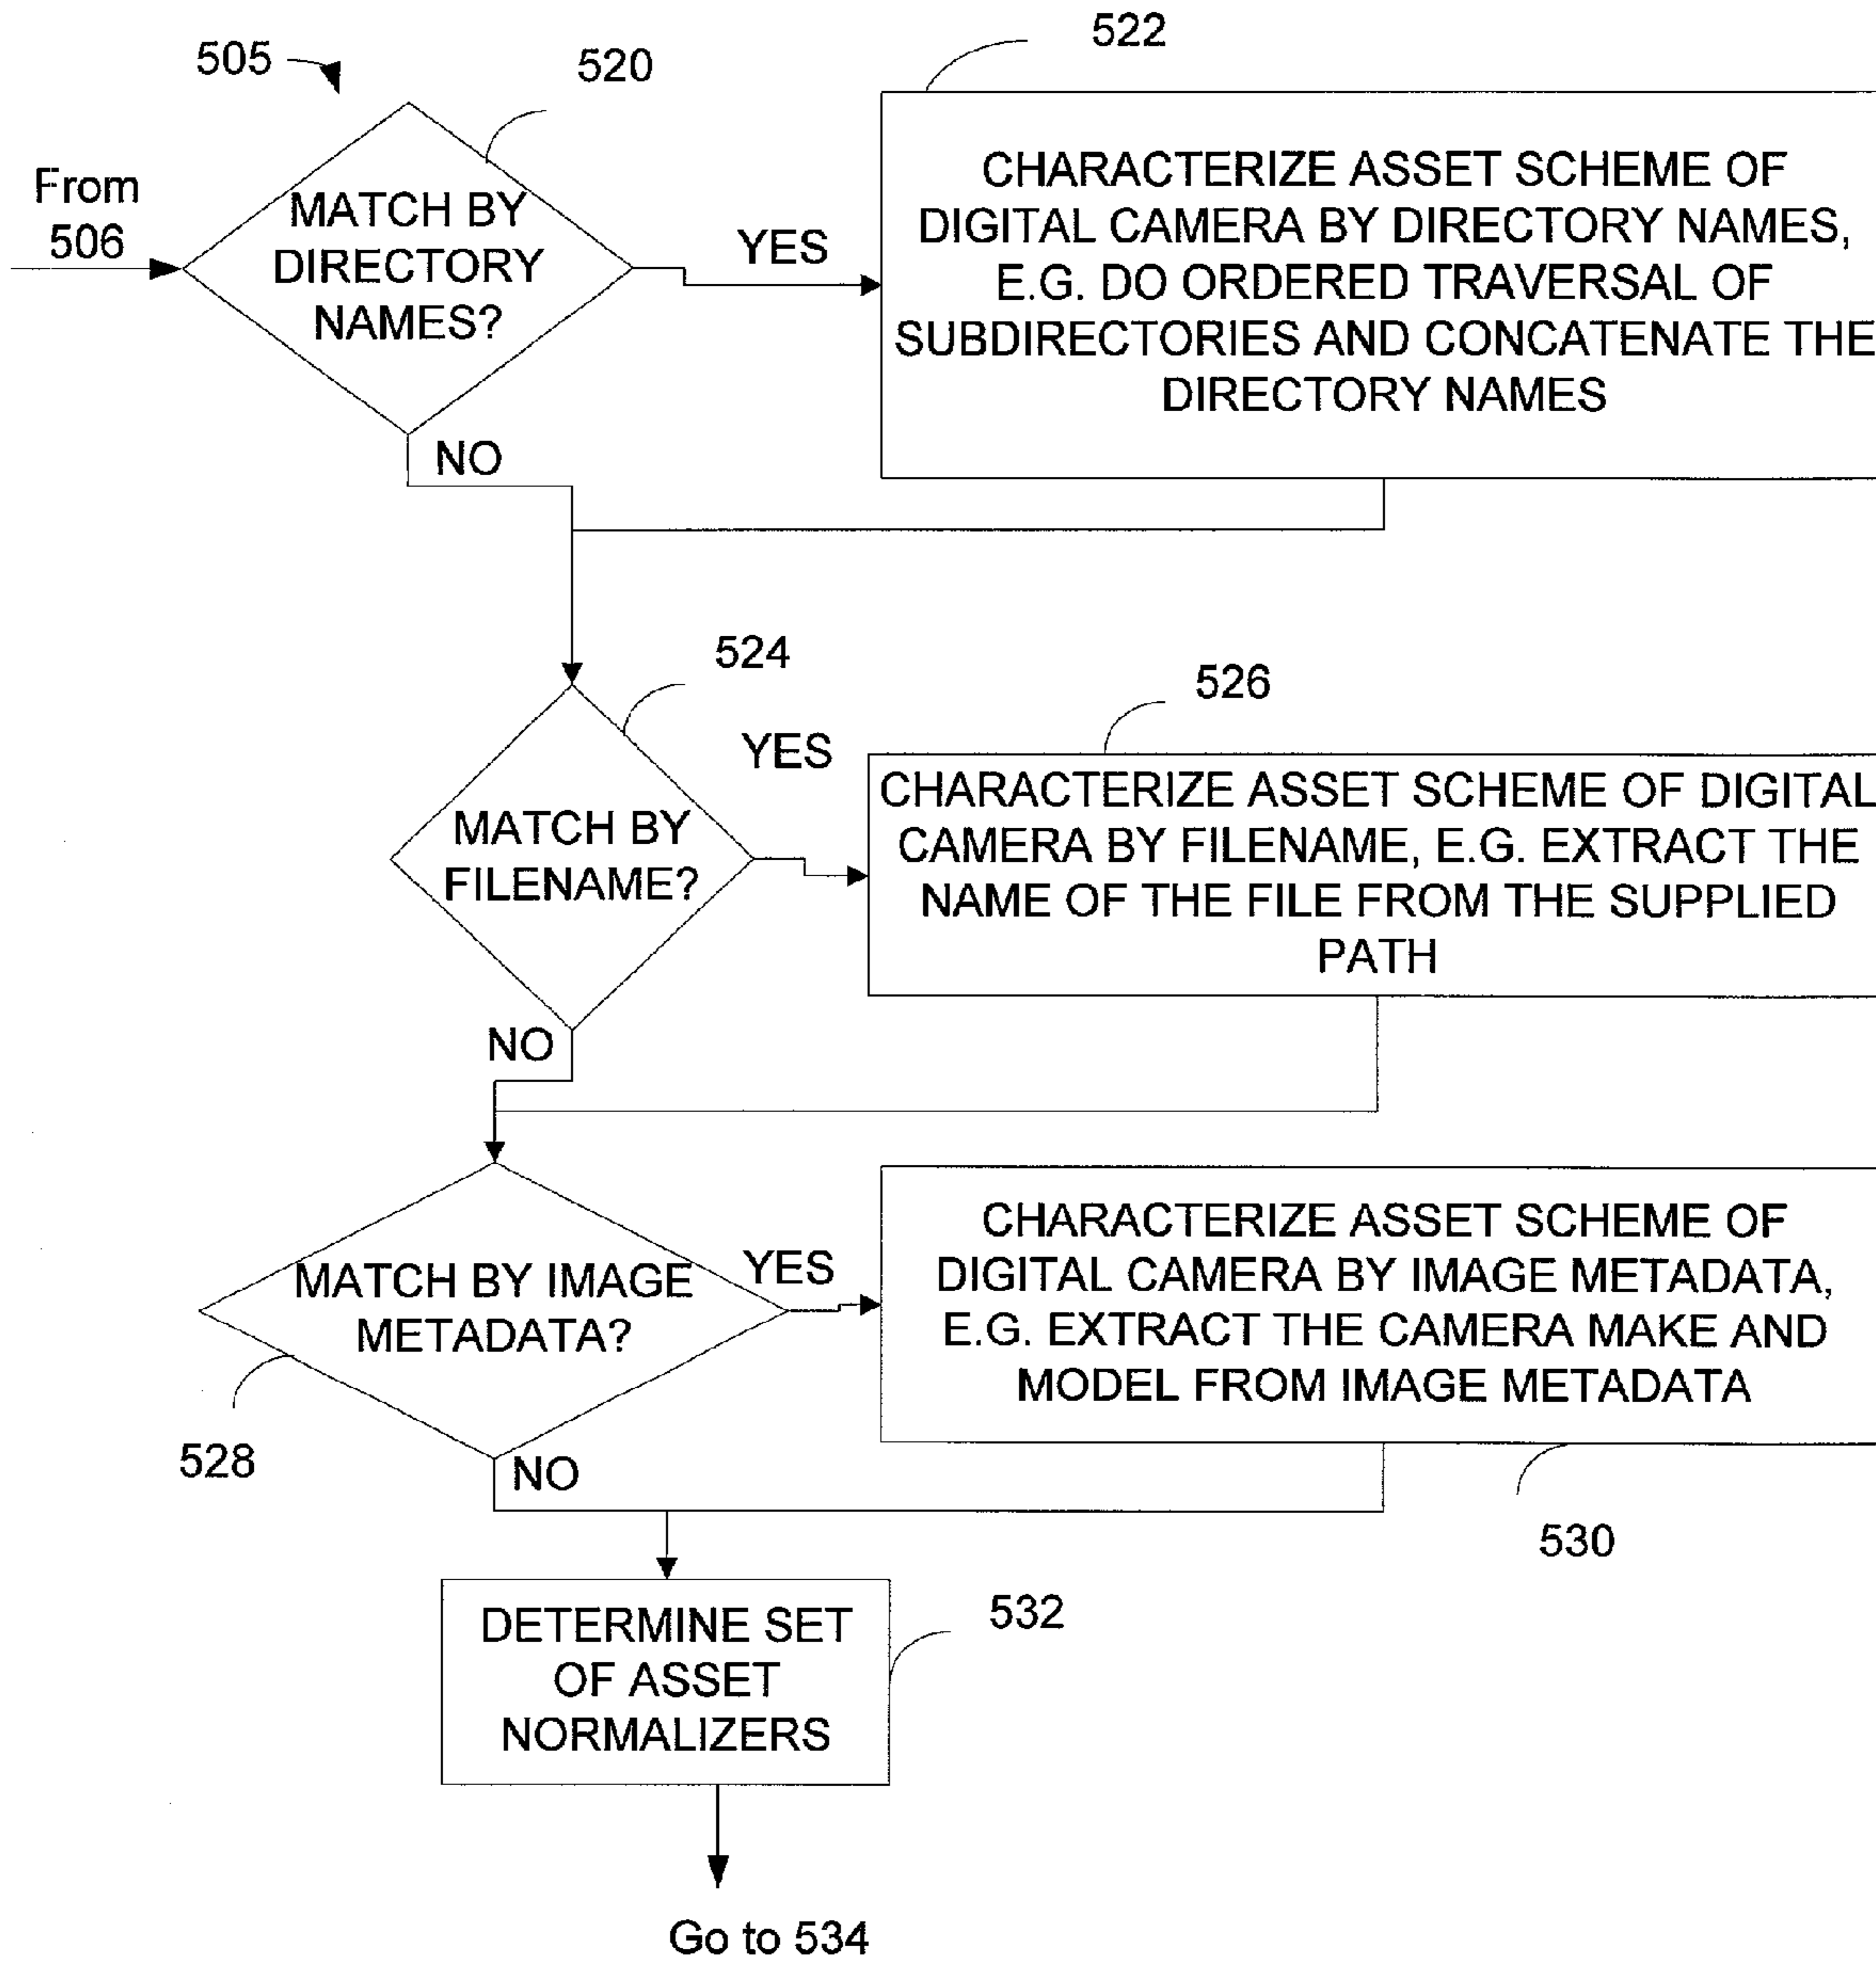 505
520
522
From
506
MATCH BY
DIRECTORY
NAMES?
YES
CHARACTERIZE ASSET SCHEME OF
DIGITAL CAMERA BY DIRECTORY NAMES,
E.G. DO ORDERED TRAVERSAL OF
SUBDIRECTORIES AND CONCATENATE THE
DIRECTORY NAMES
NO
524
526
YES
MATCH BY
FILENAME?
CHARACTERIZE ASSET SCHEME OF DIGITAL
CAMERA BY FILENAME, E.G. EXTRACT THE
NAME OF THE FILE FROM THE SUPPLIED
PATH
NO
MATCH BY IMAGE
METADATA?
YES
CHARACTERIZE ASSET SCHEME OF
DIGITAL CAMERA BY IMAGE METADATA,
E.G. EXTRACT THE CAMERA MAKE AND
MODEL FROM IMAGE METADATA
528
NO
530
DETERMINE SET
OF ASSET
NORMALIZERS
532
Go to 534